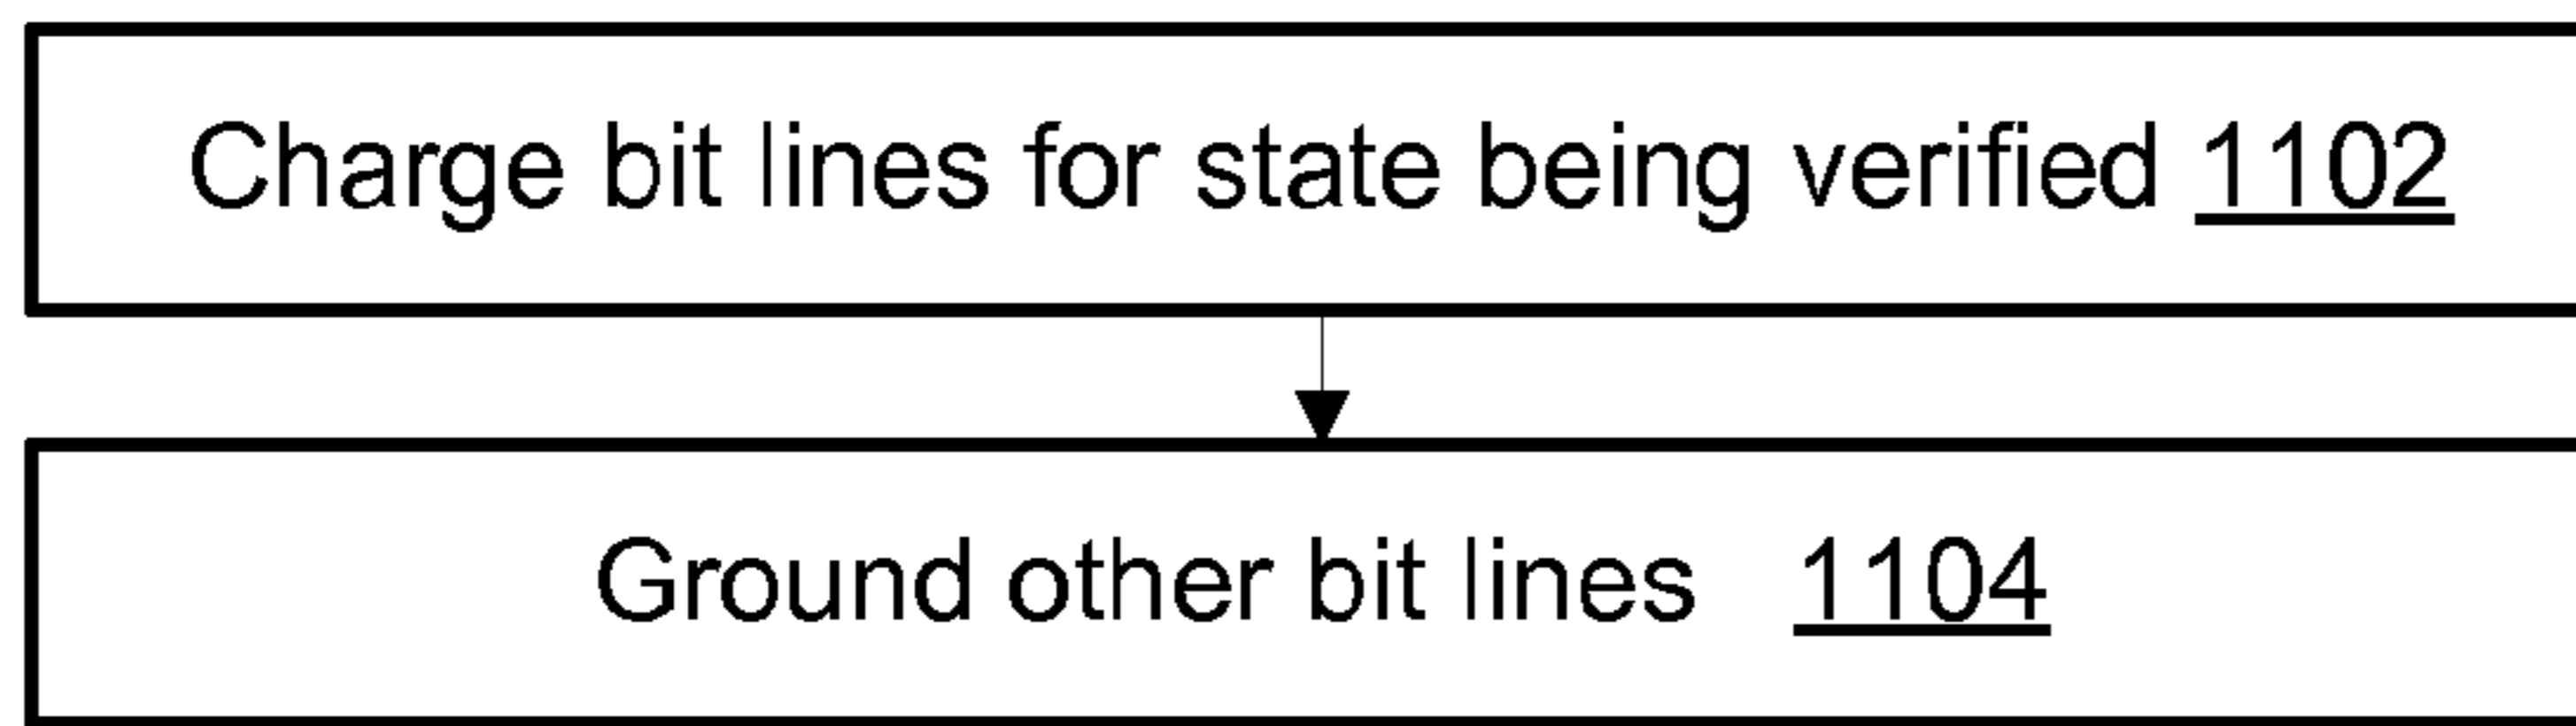 Charge bit lines for state being verified 1102
Ground other bit lines 1104